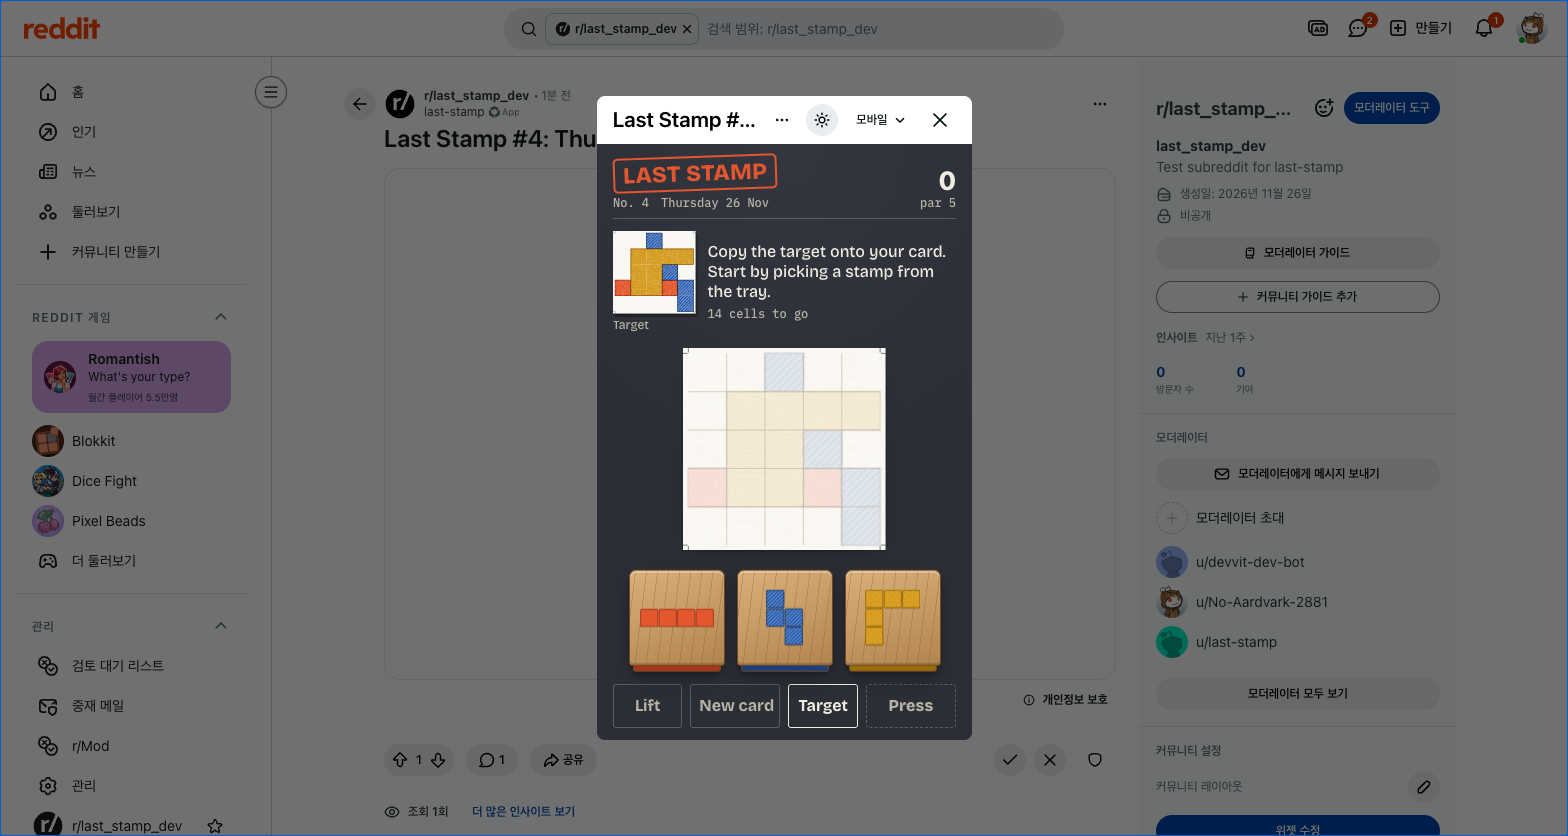 reddit
r/last_stamp_dev
검색 범위: r/last_stamp_dev
AD
2
만들기
1
홈
인기
뉴스
둘러보기
커뮤니티 만들기
REDDIT 게임
Romantish
What's your type?
월간 플레이어 5.5만명
Blokkit
Dice Fight
Pixel Beads
더 둘러보기
관리
검토 대기 리스트
중재 메일
r/Mod
관리
r/last_stamp_dev
r/last_stamp_dev • 1분 전
last-stamp App
Last Stamp #4: Thu
Last Stamp #...
모바일
LAST STAMP
0
No. 4 Thursday 26 Nov
par 5
Copy the target onto your card.
Start by picking a stamp from
the tray.
14 cells to go
Target
Lift
New card
Target
Press
개인정보 보호
1
1
공유
조회 1회
더 많은 인사이트 보기
r/last_stamp_...
모더레이터 도구
last_stamp_dev
Test subreddit for last-stamp
생성일: 2026년 11월 26일
비공개
모더레이터 가이드
커뮤니티 가이드 추가
인사이트 지난 1주
0
0
방문자 수
기여
모더레이터
모더레이터에게 메시지 보내기
모더레이터 초대
u/devvit-dev-bot
u/No-Aardvark-2881
u/last-stamp
모더레이터 모두 보기
커뮤니티 설정
커뮤니티 레이아웃
위젯 수정